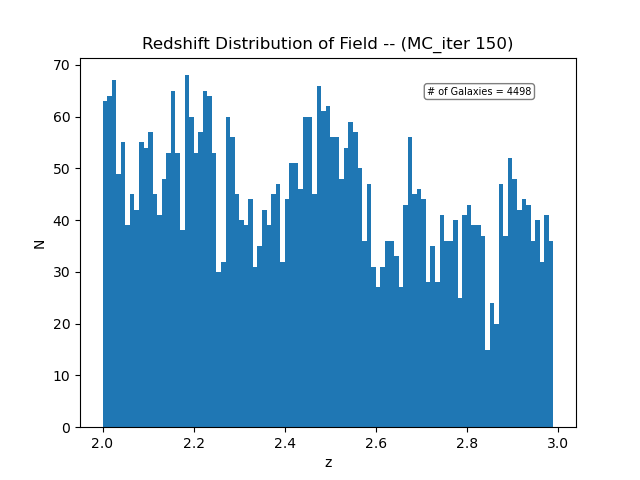 Redshift Distribution of Field -- (MC_iter 150)
# of Galaxies = 4498
N
70
60
50
40
30
20
10
0
2.0 2.2 2.4 2.6 2.8 3.0
z